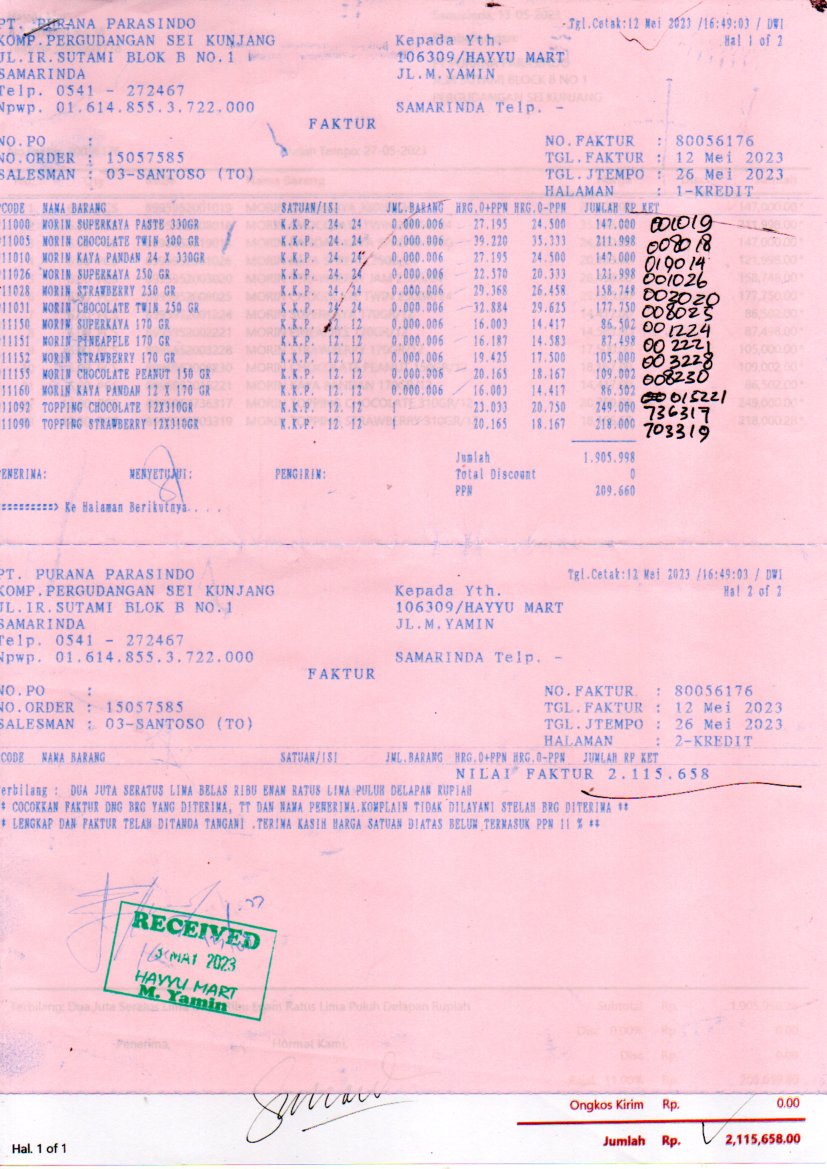 PT. PURANA PARASINDO Tgl.Cetak:12 Mei 2023 /16:49:03 / DWI
KOMP.PERGUDANGAN SEI KUNJANG Kepada Yth. Hal 1 of 2
JL.IR.SUTAMI BLOK B NO.1 106309/HAYYU MART
SAMARINDA JL.M.YAMIN
Telp. 0541 - 272467
Npwp. 01.614.855.3.722.000 SAMARINDA Telp. -
FAKTUR
NO.PO : NO.FAKTUR : 80056176
NO.ORDER : 15057585 TGL.FAKTUR : 12 Mei 2023
SALESMAN : 03-SANTOSO (TO) TGL.JTEMPO : 26 Mei 2023
HALAMAN : 1-KREDIT
PCODE NAMA BARANG SATUAN/ISI JML.BARANG HRG.0+PPN HRG.0-PPN JUMLAH RP KET
11000 MORIN SUPERKAYA PASTE 330GR K.K.P. 24. 24 0.000.006 27.195 24.500 147.000 001019
11005 MORIN CHOCOLATE TWIN 300 GR K.K.P. 24. 24 0.000.006 39.220 35.333 211.998 008018
11010 MORIN KAYA PANDAN 24 X 330GR K.K.P. 24. 24 0.000.006 27.195 24.500 147.000 019014
11026 MORIN SUPERKAYA 250 GR K.K.P. 24. 24 0.000.006 22.570 20.333 121.998 001026
11028 MORIN STRAWBERRY 250 GR K.K.P. 24. 24 0.000.006 29.368 26.458 158.748 003020
11031 MORIN CHOCOLATE TWIN 250 GR K.K.P. 24. 24 0.000.006 32.884 29.625 177.750 008025
11150 MORIN SUPERKAYA 170 GR K.K.P. 12. 12 0.000.006 16.003 14.417 86.502 001224
11151 MORIN PINEAPPLE 170 GR K.K.P. 12. 12 0.000.006 16.187 14.583 87.498 002221
11152 MORIN STRAWBERRY 170 GR K.K.P. 12. 12 0.000.006 19.425 17.500 105.000 003228
11155 MORIN CHOCOLATE PEANUT 150 GR K.K.P. 12. 12 0.000.006 20.165 18.167 109.002 008230
11160 MORIN KAYA PANDAN 12 X 170 GR K.K.P. 12. 12 0.000.006 16.003 14.417 86.502 015221
11092 TOPPING CHOCOLATE 12X310GR K.K.P. 12. 12 1 23.033 20.750 249.000 736317
11090 TOPPING STRAWBERRY 12X310GR K.K.P. 12. 12 1 20.165 18.167 218.000 703319
Jumlah 1.905.998
PENERIMA: MENYETUJUI: PENGIRIM: Total Discount 0
PPN 209.660
=========> Ke Halaman Berikutnya....
PT. PURANA PARASINDO Tgl.Cetak:12 Mei 2023 /16:49:03 / DWI
KOMP.PERGUDANGAN SEI KUNJANG Kepada Yth. Hal 2 of 2
JL.IR.SUTAMI BLOK B NO.1 106309/HAYYU MART
SAMARINDA JL.M.YAMIN
Telp. 0541 - 272467
Npwp. 01.614.855.3.722.000 SAMARINDA Telp. -
FAKTUR
NO.PO : NO.FAKTUR : 80056176
NO.ORDER : 15057585 TGL.FAKTUR : 12 Mei 2023
SALESMAN : 03-SANTOSO (TO) TGL.JTEMPO : 26 Mei 2023
HALAMAN : 2-KREDIT
PCODE NAMA BARANG SATUAN/ISI JML.BARANG HRG.0+PPN HRG.0-PPN JUMLAH RP KET
NILAI FAKTUR 2.115.658
Terbilang : DUA JUTA SERATUS LIMA BELAS RIBU ENAM RATUS LIMA PULUH DELAPAN RUPIAH
* COCOKKAN FAKTUR DNG BRG YANG DITERIMA, TT DAN NAMA PENERIMA.KOMPLAIN TIDAK DILAYANI STELAH BRG DITERIMA **
* LENGKAP DAN FAKTUR TELAH DITANDA TANGANI .TERIMA KASIH HARGA SATUAN DIATAS BELUM TERMASUK PPN 11 % **
RECEIVED
MAY 2023
HAYYU MART
M. Yamin
Ongkos Kirim Rp. 0.00
Jumlah Rp. 2,115,658.00
Hal. 1 of 1